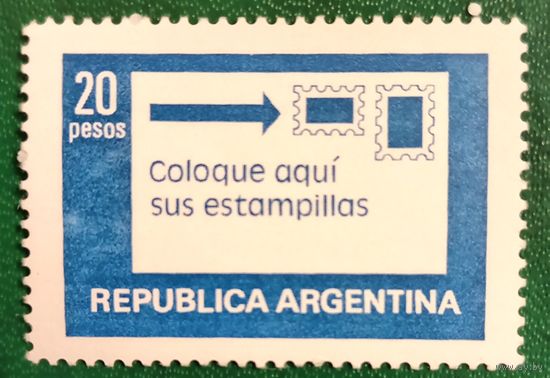 20
pesos
Coloque aquí
sus estampillas
REPUBLICA ARGENTINA